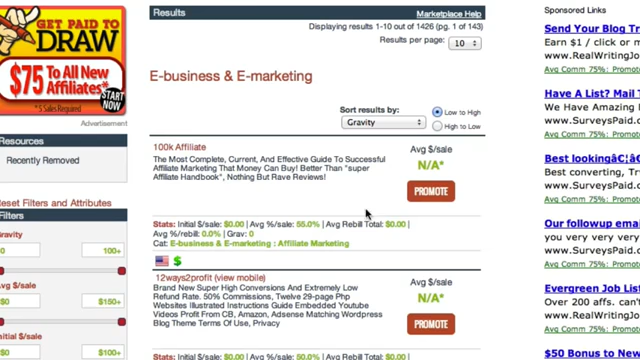 GET PAID TO
DRAW
$75 To All New
Affiliates*
* 5 Sales Required
START
NOW
Advertisement
Resources
Recently Removed
Reset Filters and Attributes
Filters
Gravity
0
100+
Avg $/sale
$0
$150+
Initial $/sale:
$0
$100+
Results
Marketplace Help
Displaying results 1-10 out of 1426 (pg. 1 of 143)
Results per page:
10
E-business & E-marketing
Sort results by:
Gravity
Low to High
High to Low
100k Affiliate
The Most Complete, Current, And Effective Guide To Successful
Affiliate Marketing That Money Can Buy! Better Than "super
Affiliate Handbook", Nothing But Rave Reviews!
Avg $/sale
N/A*
PROMOTE
Stats: Initial $/sale: $0.00 | Avg %/sale: 55.0% | Avg Rebill Total: $0.00 |
Avg %/rebill: 0.0% | Grav: 0
Cat: E-business & E-marketing : Affiliate Marketing
$
12ways2profit (view mobile)
Brand New Super High Conversions And Extremely Low
Refund Rate. 50% Commissions, Twelve 29-page Php
Websites Illustrated Instructions Guide Embedded Youtube
Videos Profit From CB, Amazon, Adsense Matching Wordpress
Blog Theme Terms Of Use, Privacy
Avg $/sale
N/A*
PROMOTE
Stats: Initial $/sale: $0.00 | Avg %/sale: 50.0% | Avg Rebill Total: $0.00 |
Sponsored Links
Send Your Blog Tr
Earn $1 / click or m
www.RealWritingJo
Avg Comm 75%: Promote
Have A List? Mail T
We Have Amazing
www.SurveysPaid.c
Avg Comm 75%: Promote
Best lookingâ€¦â€
Best converting, Tr
www.SurveysPaid.c
Avg Comm 75%: Promote
Our followup emai
you very very very
www.SurveysPaid.c
Avg Comm 75%: Promote
Evergreen Job List
Over 200 affs. can't
www.RealWritingJo
Avg Comm 75%: Promote
$50 Bonus to New